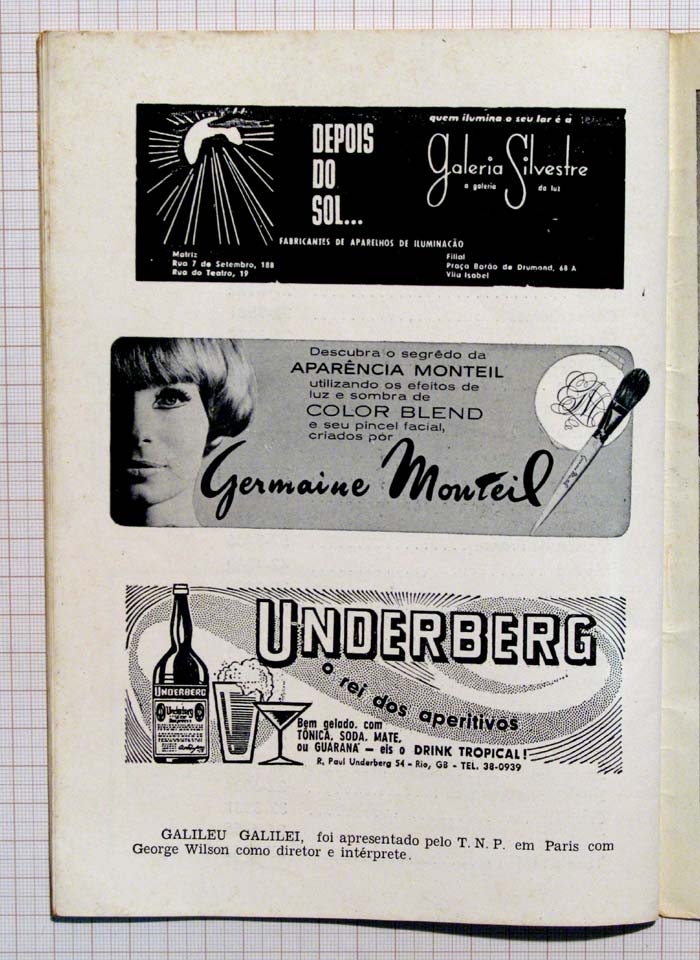 DEPOIS
DO
SOL...
quem ilumina o seu lar é a
Galeria Silvestre
a galeria da luz
FABRICANTES DE APARELHOS DE ILUMINAÇÃO
Matriz
Rua 7 de Setembro, 188
Rua do Teatro, 19
Filial
Praça Barão de Drumond, 68 A
Vila Isabel
Descubra o segrêdo da
APARÊNCIA MONTEIL
utilizando os efeitos de
luz e sombra de
COLOR BLEND
e seu pincel facial,
criados por
Germaine Monteil
UNDERBERG
o rei dos aperitivos
UNDERBERG
Underberg
Bem gelado, com
TÔNICA, SODA, MATE,
ou GUARANÁ - eis o DRINK TROPICAL!
R. Paul Underberg 54 - Rio, GB - TEL. 38-0939
GALILEU GALILEI, foi apresentado pelo T. N. P. em Paris com
George Wilson como diretor e intérprete.